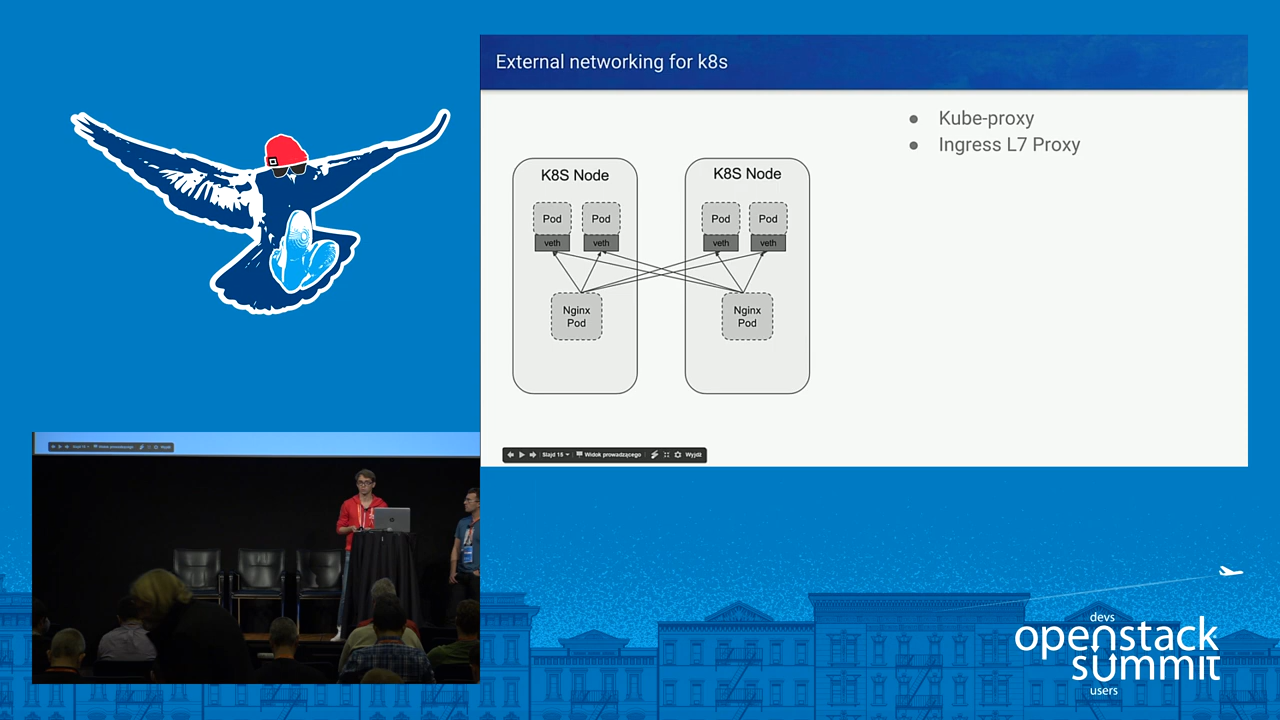 External networking for k8s
Kube-proxy
Ingress L7 Proxy
K8S Node
Pod
Pod
veth
veth
Nginx
Pod
K8S Node
Pod
Pod
veth
veth
Nginx
Pod
Slajd 15
Widok prowadzącego
Wyjdź
devs
openstack
summit
users